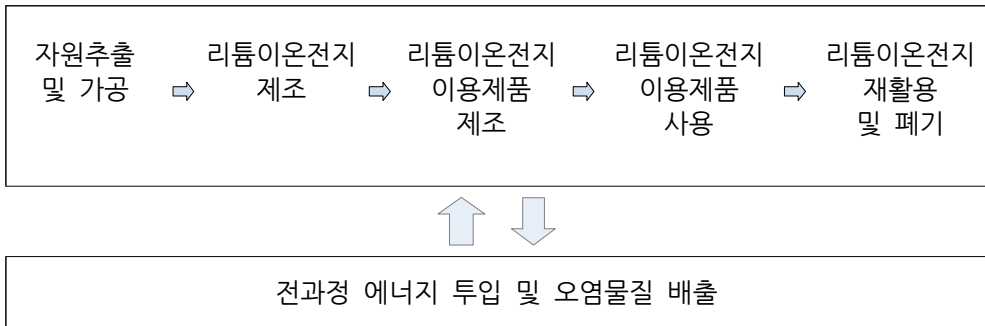 자원추출
및 가공
리튬이온전지
제조
리튬이온전지
이용제품
제조
리튬이온전지
이용제품
사용
리튬이온전지
재활용
및 폐기
전과정 에너지 투입 및 오염물질 배출